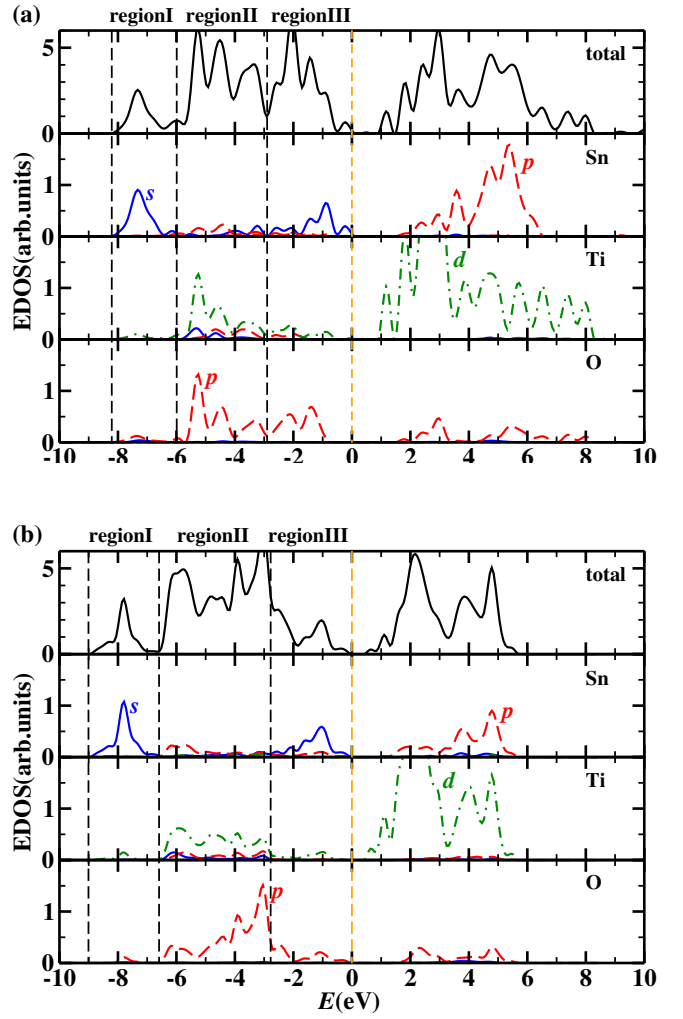 (a)
regionI regionII regionIII
5
0
total
1
0
Sn
s
p
1
0
Ti
d
1
0
O
p
-10 -8 -6 -4 -2 0 2 4 6 8 10
EDOS(arb.units)
(b)
regionI regionII regionIII
5
0
total
1
0
Sn
s
p
1
0
Ti
d
1
0
O
p
-10 -8 -6 -4 -2 0 2 4 6 8 10
EDOS(arb.units)
E(eV)